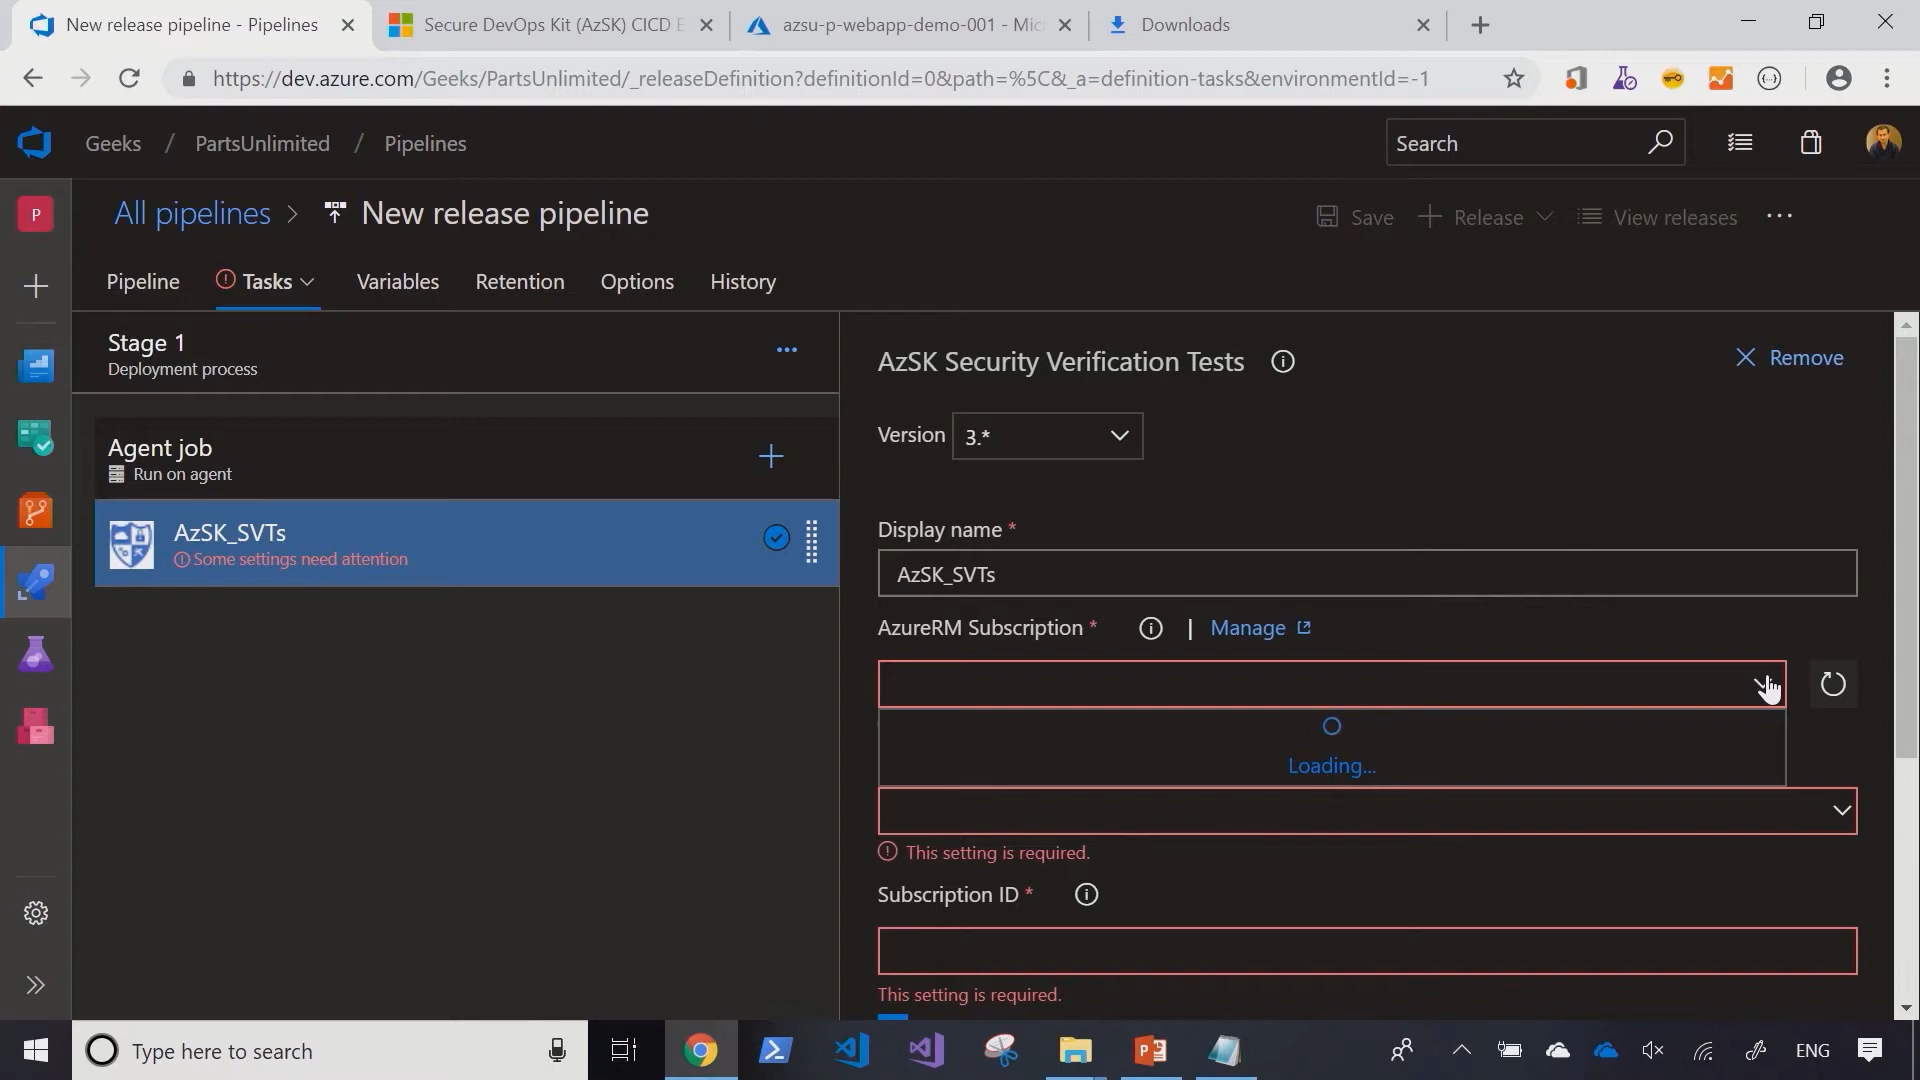 New release pipeline - Pipelines
Secure DevOps Kit (AzSK) CICD E
azsu-p-webapp-demo-001 - Mic
Downloads
https://dev.azure.com/Geeks/PartsUnlimited/_releaseDefinition?definitionId=0&path=%5C&_a=definition-tasks&environmentId=-1
Geeks / PartsUnlimited / Pipelines
Search
P
All pipelines > New release pipeline
Save
Release
View releases
Pipeline
Tasks
Variables
Retention
Options
History
Stage 1
Deployment process
Agent job
Run on agent
AzSK_SVTs
Some settings need attention
AzSK Security Verification Tests
Remove
Version
3.*
Display name *
AzSK_SVTs
AzureRM Subscription *
| Manage
Loading...
This setting is required.
Subscription ID *
This setting is required.
Type here to search
ENG